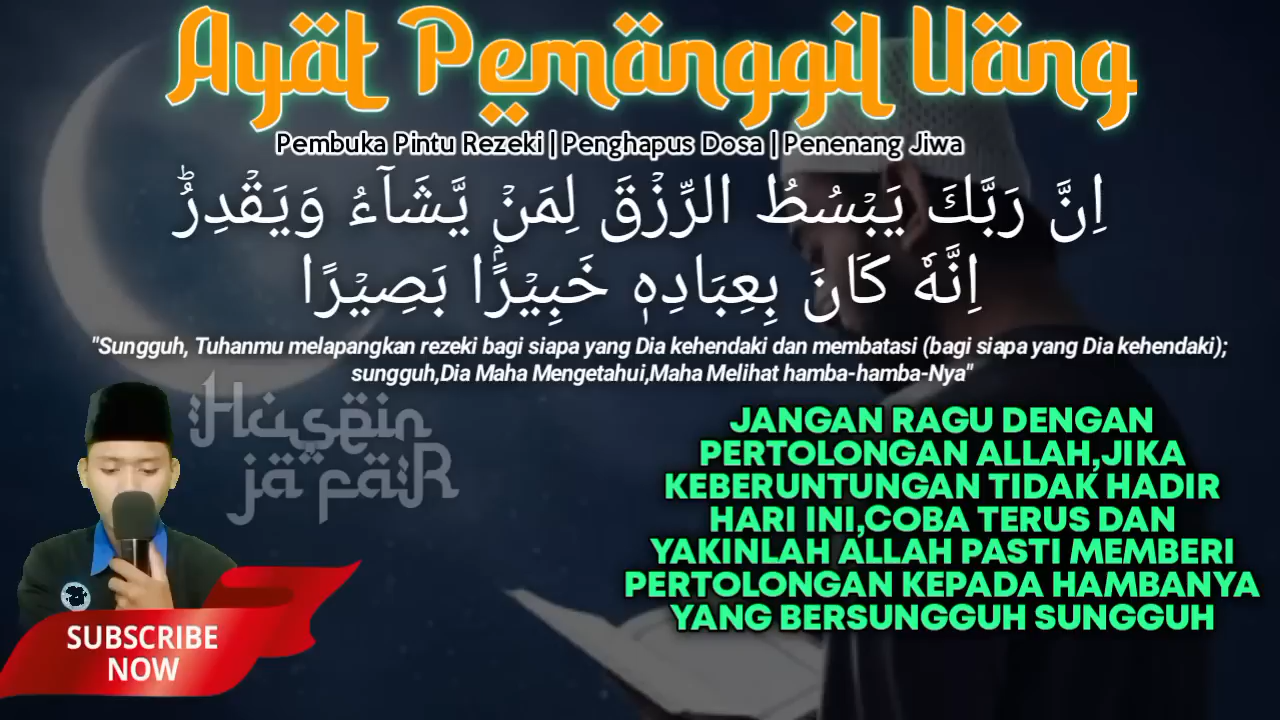 Ayat Pemanggil Uang
Pembuka Pintu Rezeki | Penghapus Dosa | Penenang Jiwa
اِنَّ رَبَّكَ يَبْسُطُ الرِّزْقَ لِمَنْ يَّشَاۤءُ وَيَقْدِرُ ۗ
اِنَّهٗ كَانَ بِعِبَادِهٖ خَبِيْرًاۢ بَصِيْرًا
"Sungguh, Tuhanmu melapangkan rezeki bagi siapa yang Dia kehendaki dan membatasi (bagi siapa yang Dia kehendaki);
sungguh,Dia Maha Mengetahui,Maha Melihat hamba-hamba-Nya"
Husein
ja faR
JANGAN RAGU DENGAN
PERTOLONGAN ALLAH,JIKA
KEBERUNTUNGAN TIDAK HADIR
HARI INI,COBA TERUS DAN
YAKINLAH ALLAH PASTI MEMBERI
PERTOLONGAN KEPADA HAMBANYA
YANG BERSUNGGUH SUNGGUH
SUBSCRIBE
NOW